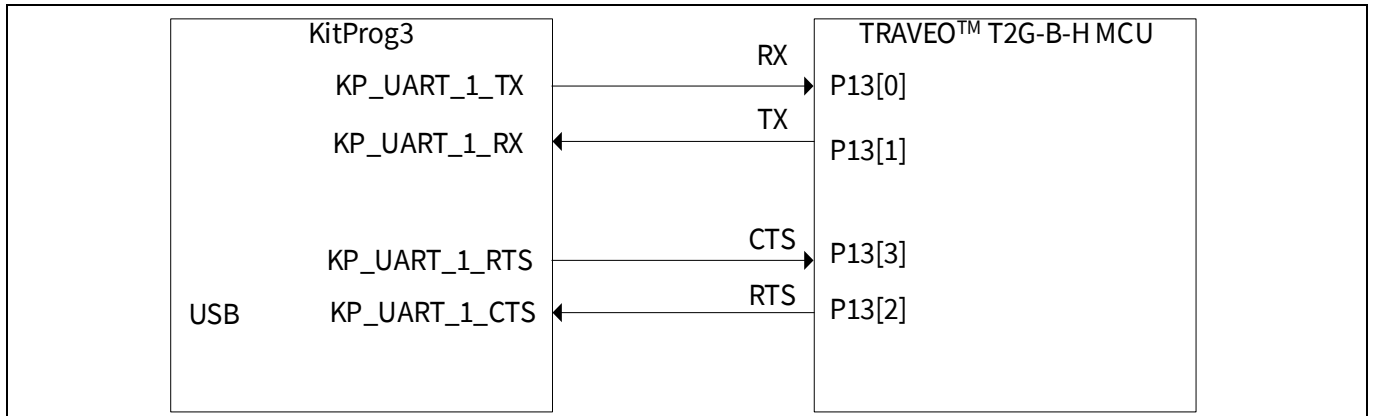 KitProg3
TRAVEO™ T2G-B-H MCU
KP_UART_1_TX
RX
P13[0]
KP_UART_1_RX
TX
P13[1]
KP_UART_1_RTS
CTS
P13[3]
USB
KP_UART_1_CTS
RTS
P13[2]